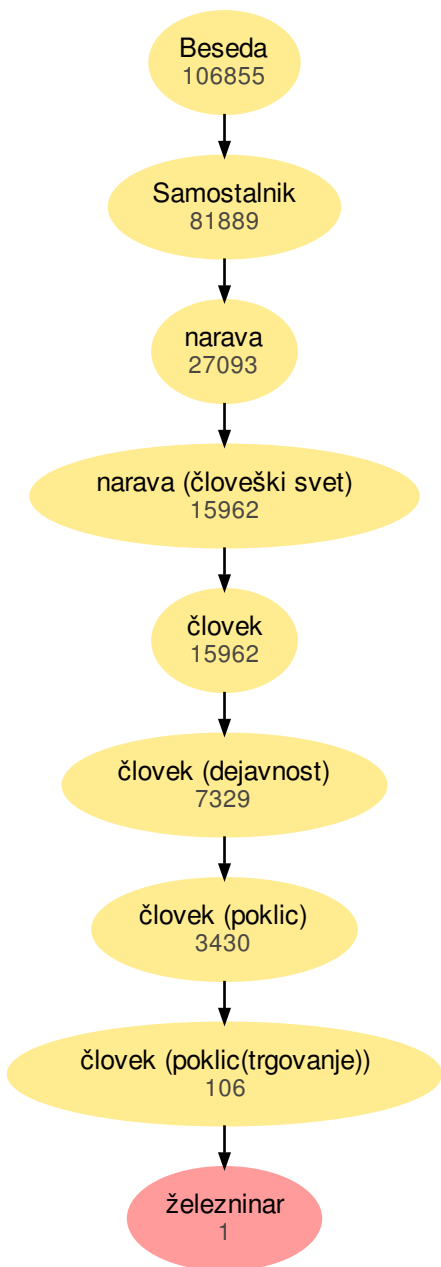 Beseda
106855
Samostalnik
81889
narava
27093
narava (človeški svet)
15962
človek
15962
človek (dejavnost)
7329
človek (poklic)
3430
človek (poklic(trgovanje))
106
železninar
1